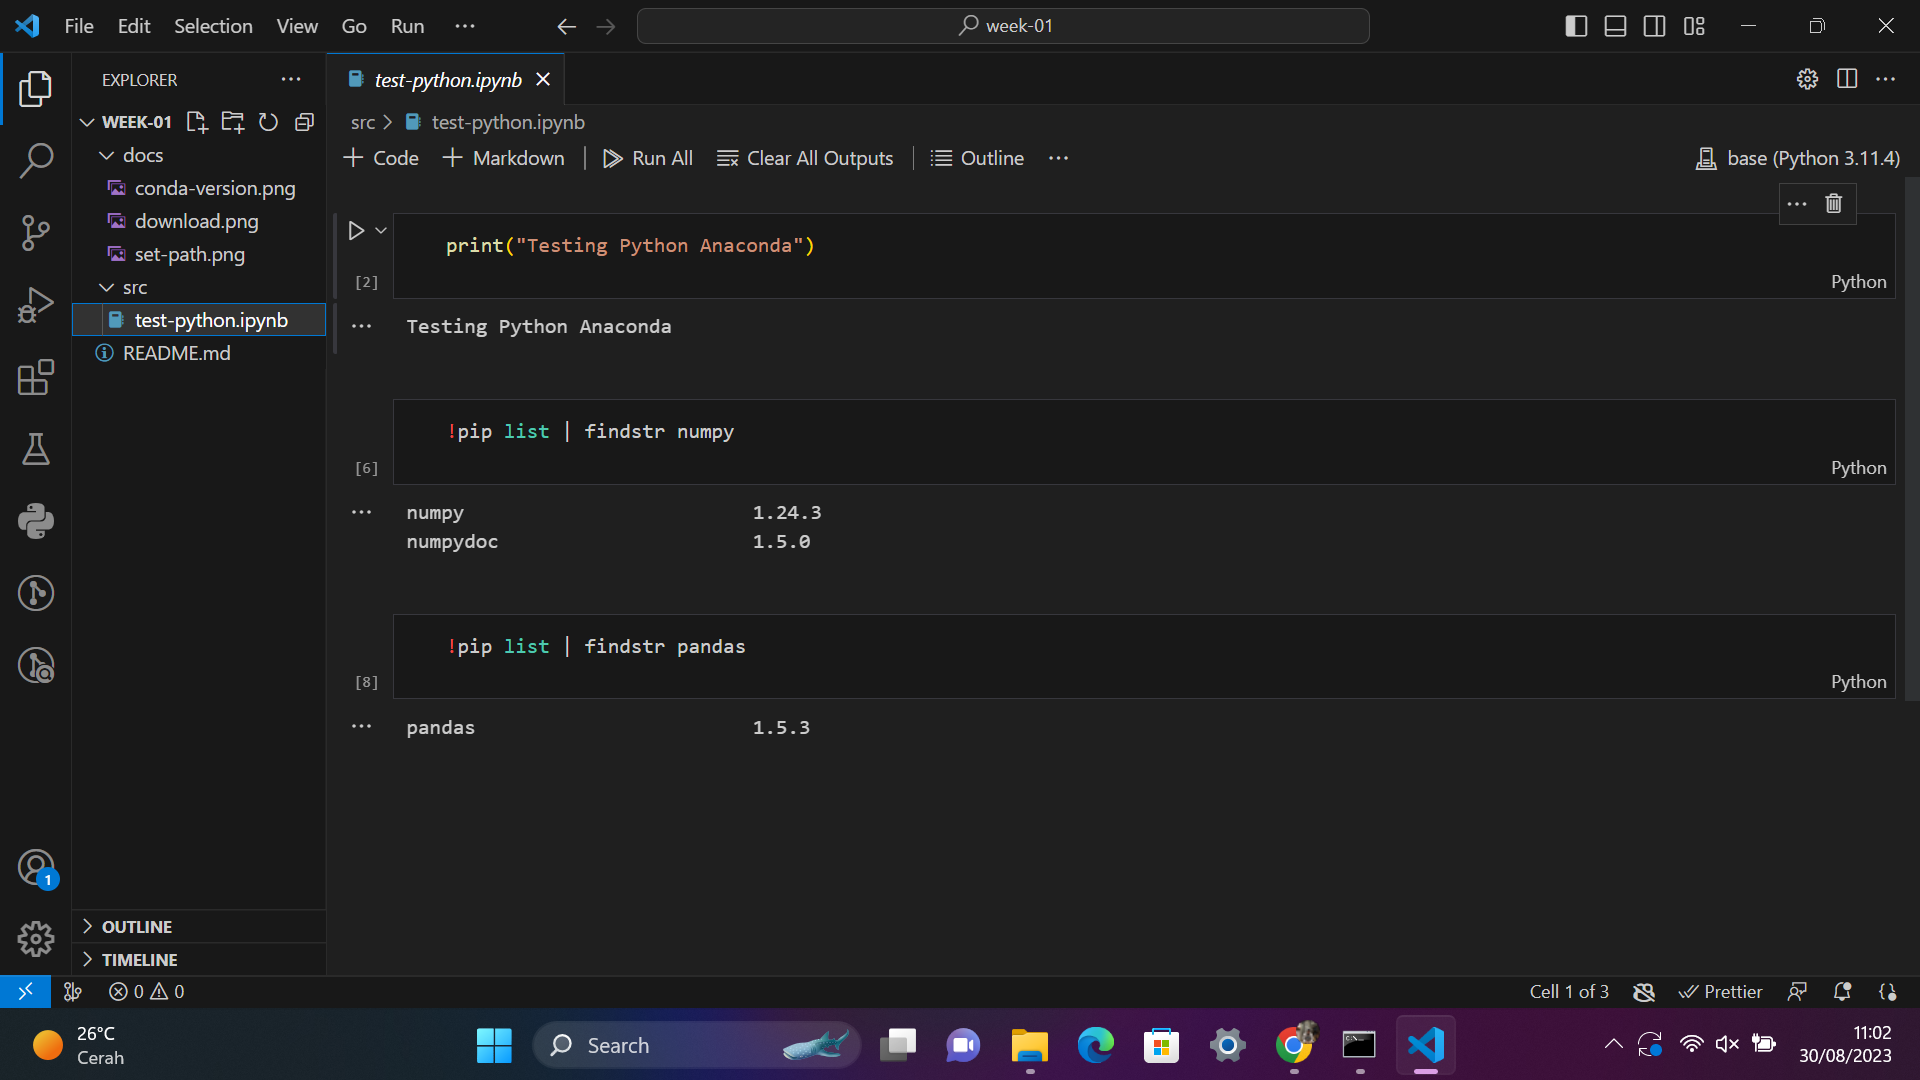 File Edit Selection View Go Run ···
week-01
EXPLORER ···
WEEK-01
docs
conda-version.png
download.png
set-path.png
src
test-python.ipynb
README.md
OUTLINE
TIMELINE
test-python.ipynb
src > test-python.ipynb
+ Code + Markdown | Run All Clear All Outputs | Outline ···
base (Python 3.11.4)
print("Testing Python Anaconda")
[2]
Python
Testing Python Anaconda
!pip list | findstr numpy
[6]
Python
numpy 1.24.3
numpydoc 1.5.0
!pip list | findstr pandas
[8]
Python
pandas 1.5.3
1
0 0
Cell 1 of 3
Prettier
26°C
Cerah
Search
11:02
30/08/2023